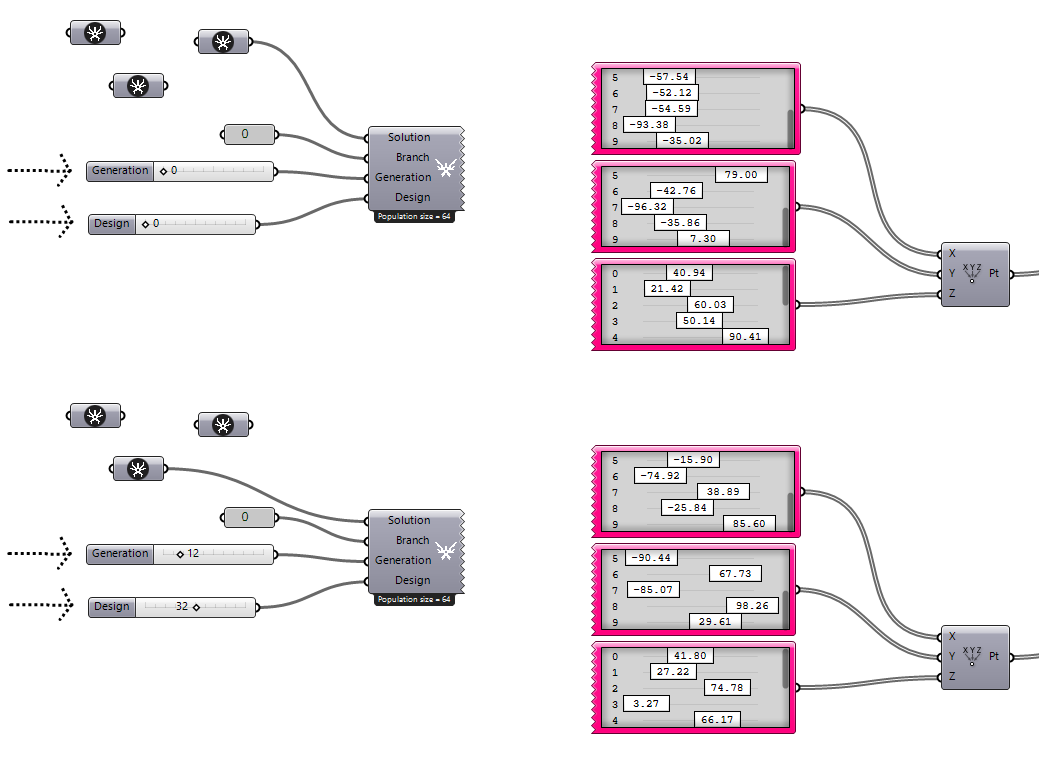 0
Generation 0
Design 0
Solution
Branch
Generation
Design
Population size = 64
5 -57.54
6 -52.12
7 -54.59
8 -93.38
9 -35.02
5 79.00
6 -42.76
7 -96.32
8 -35.86
9 7.30
0 40.94
1 21.42
2 60.03
3 50.14
4 90.41
X
Y
Z
X Y Z
Pt
0
Generation 12
Design 32
Solution
Branch
Generation
Design
Population size = 64
5 -15.90
6 -74.92
7 38.89
8 -25.84
9 85.60
5 -90.44
6 67.73
7 -85.07
8 98.26
9 29.61
0 41.80
1 27.22
2 74.78
3 3.27
4 66.17
X
Y
Z
X Y Z
Pt